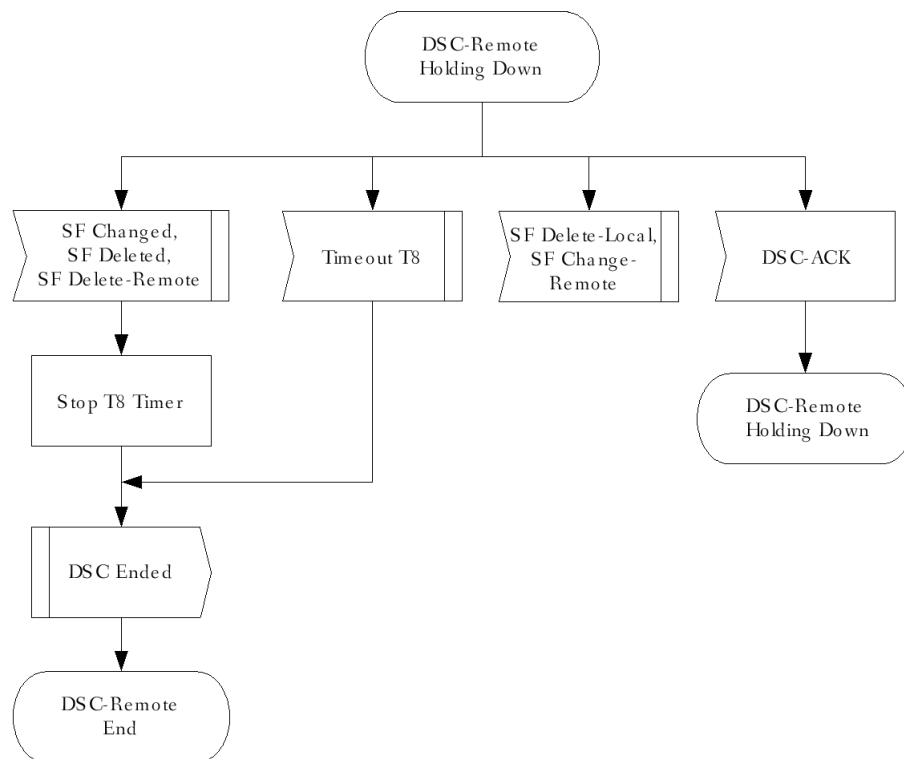 DSC-Remote
Holding Down
SF Changed,
SF Deleted,
SF Delete-Remote
Timeout T8
SF Delete-Local,
SF Change-
Remote
DSC-ACK
Stop T8 Timer
DSC-Remote
Holding Down
DSC Ended
DSC-Remote
End